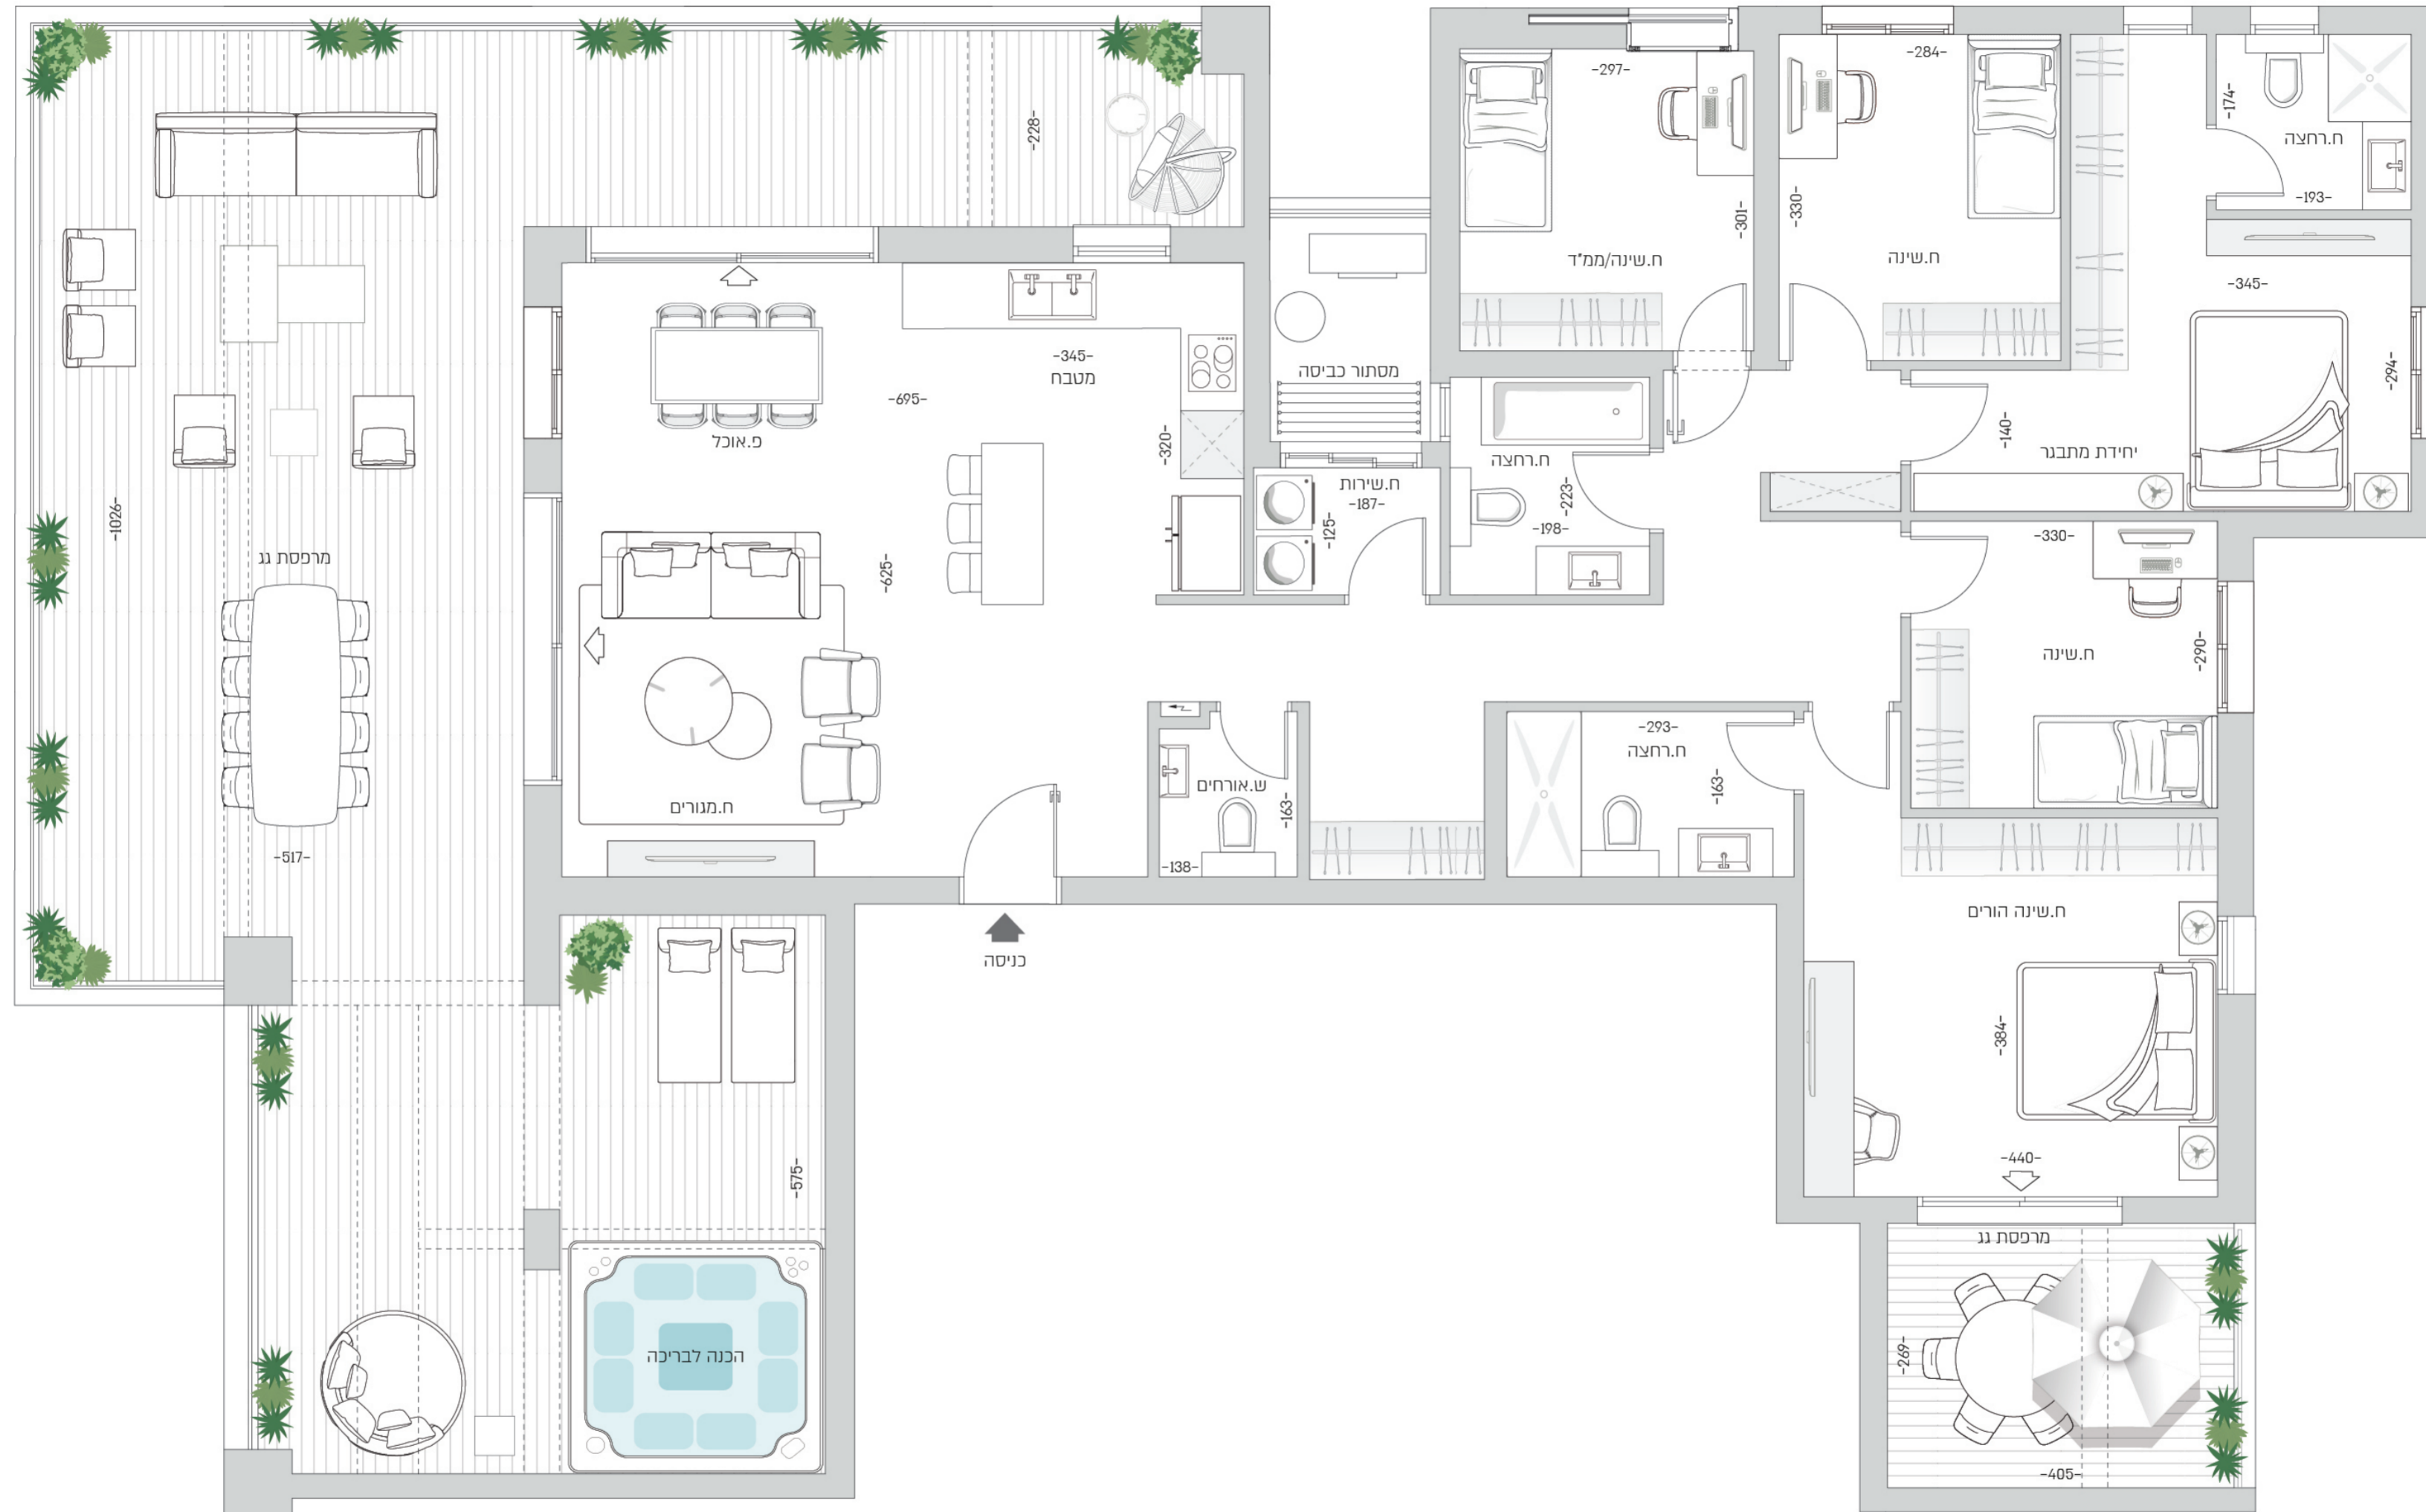 -297-
-284-
-174-
ח.רחצה
-193-
-228-
-301-
-330-
ח.שינה/ממ"ד
ח.שינה
-345-
-294-
-345-
מטבח
-695-
מסתור כביסה
פ.אוכל
-320-
-140-
יחידת מתבגר
ח.רחצה
-223-
-198-
ח.שירות
-187-
-125-
-1026-
מרפסת גג
-625-
-330-
ח.שינה
-290-
-293-
ח.רחצה
-163-
ש.אורחים
-163-
-138-
ח.מגורים
-517-
ח.שינה הורים
כניסה
-384-
-440-
-575-
מרפסת גג
הכנה לבריכה
-269-
-405-